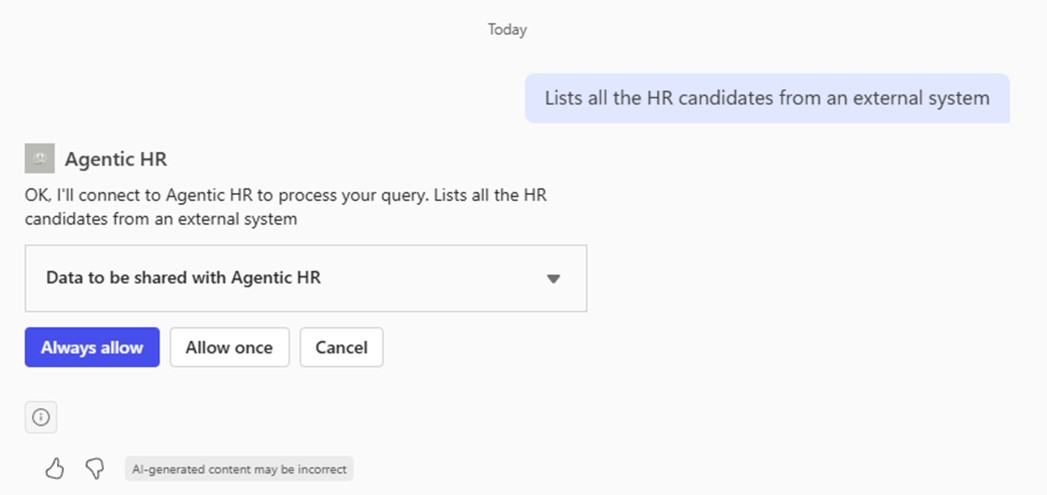 Today
Lists all the HR candidates from an external system
Agentic HR
OK, I'll connect to Agentic HR to process your query. Lists all the HR
candidates from an external system
Data to be shared with Agentic HR
Always allow
Allow once
Cancel
AI-generated content may be incorrect